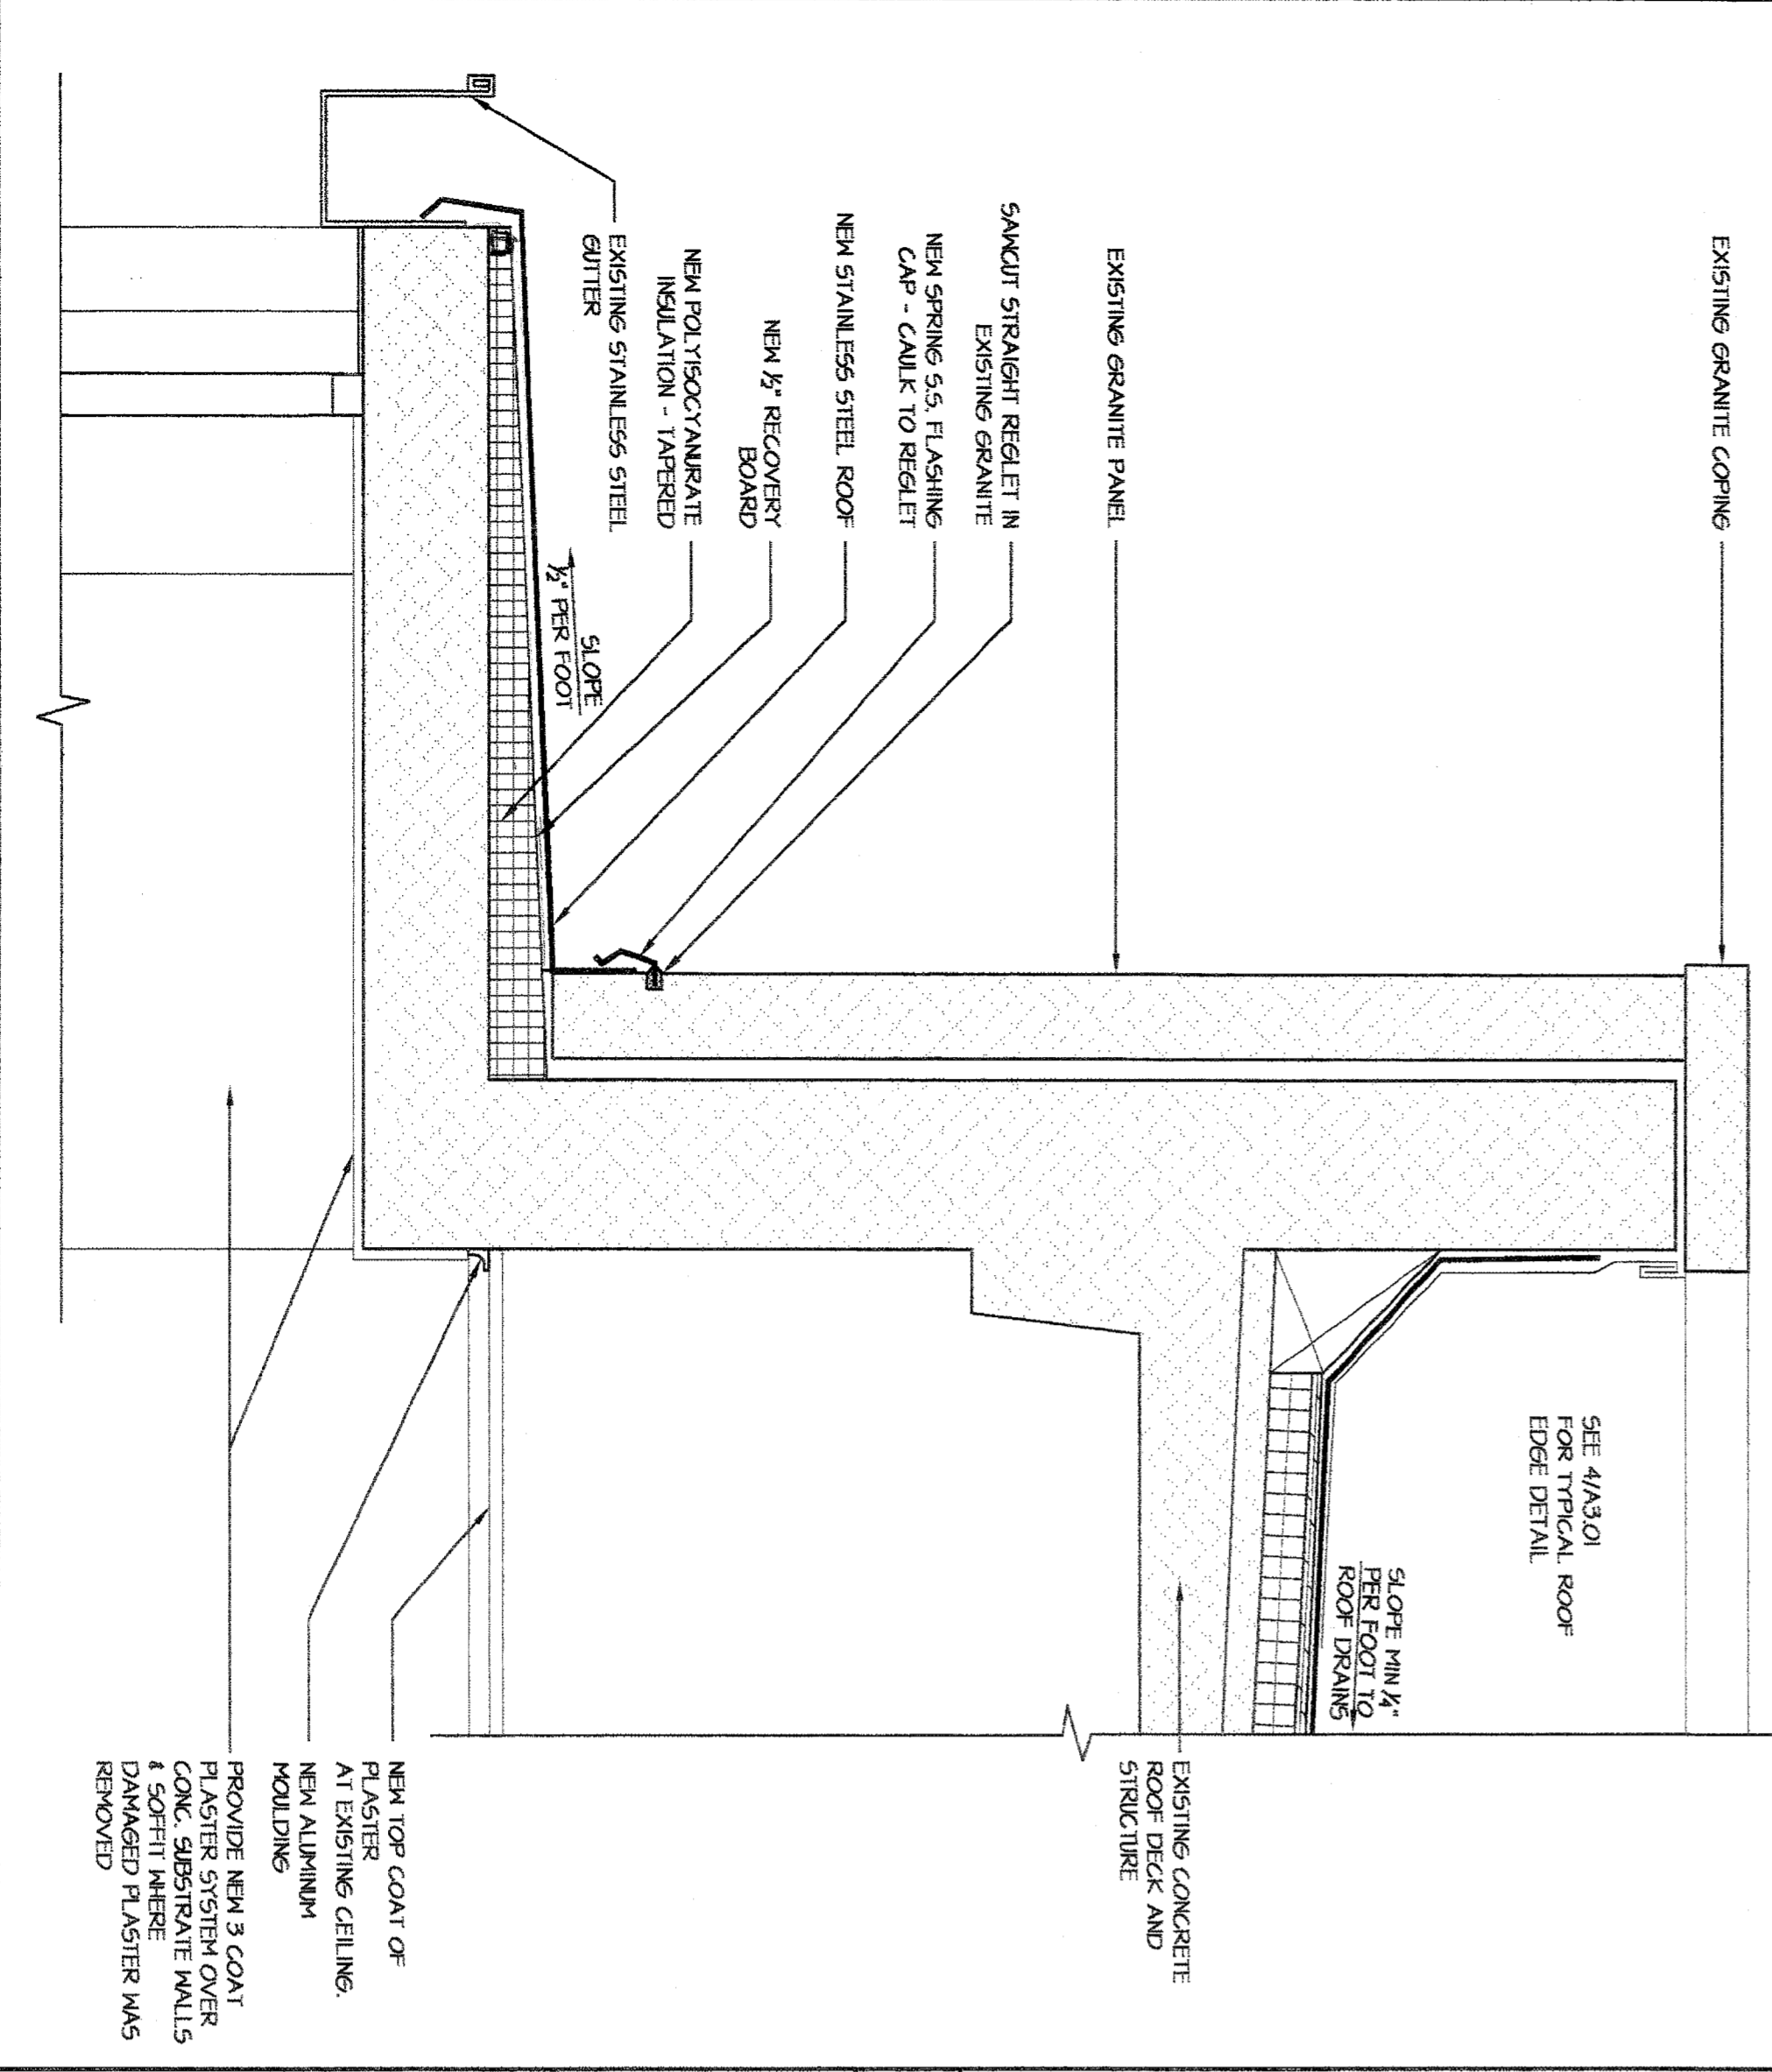 EXISTING GRANITE COPING
EXISTING GRANITE PANEL
SAWCUT STRAIGHT REGLET IN
EXISTING GRANITE
NEW SPRING S.S. FLASHING
CAP - CAULK TO REGLET
NEW STAINLESS STEEL ROOF
NEW ½" RECOVERY
BOARD
NEW POLYISOCYANURATE
INSULATION - TAPERED
EXISTING STAINLESS STEEL
GUTTER
SLOPE
½" PER FOOT
SEE 4/A3.01
FOR TYPICAL ROOF
EDGE DETAIL
SLOPE MIN ¼"
PER FOOT TO
ROOF DRAINS
EXISTING CONCRETE
ROOF DECK AND
STRUCTURE
NEW TOP COAT OF
PLASTER
AT EXISTING CEILING.
NEW ALUMINUM
MOULDING
PROVIDE NEW 3 COAT
PLASTER SYSTEM OVER
CONC. SUBSTRATE WALLS
& SOFFIT WHERE
DAMAGED PLASTER WAS
REMOVED